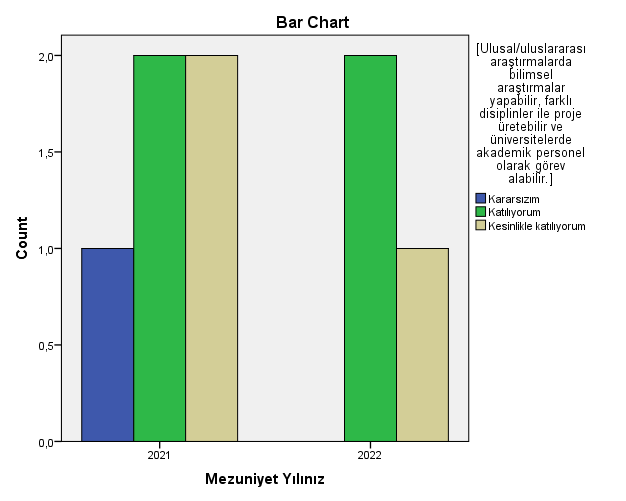 Bar Chart
2,0
1,5
1,0
0,5
0,0
Count
2021
2022
Mezuniyet Yılınız
[Ulusal/uluslararası
araştırmalarda
bilimsel
araştırmalar
yapabilir, farklı
disiplinler ile proje
üretebilir ve
üniversitelerde
akademik personel
olarak görev
alabilir.]
Kararsızım
Katılıyorum
Kesinlikle katılıyorum